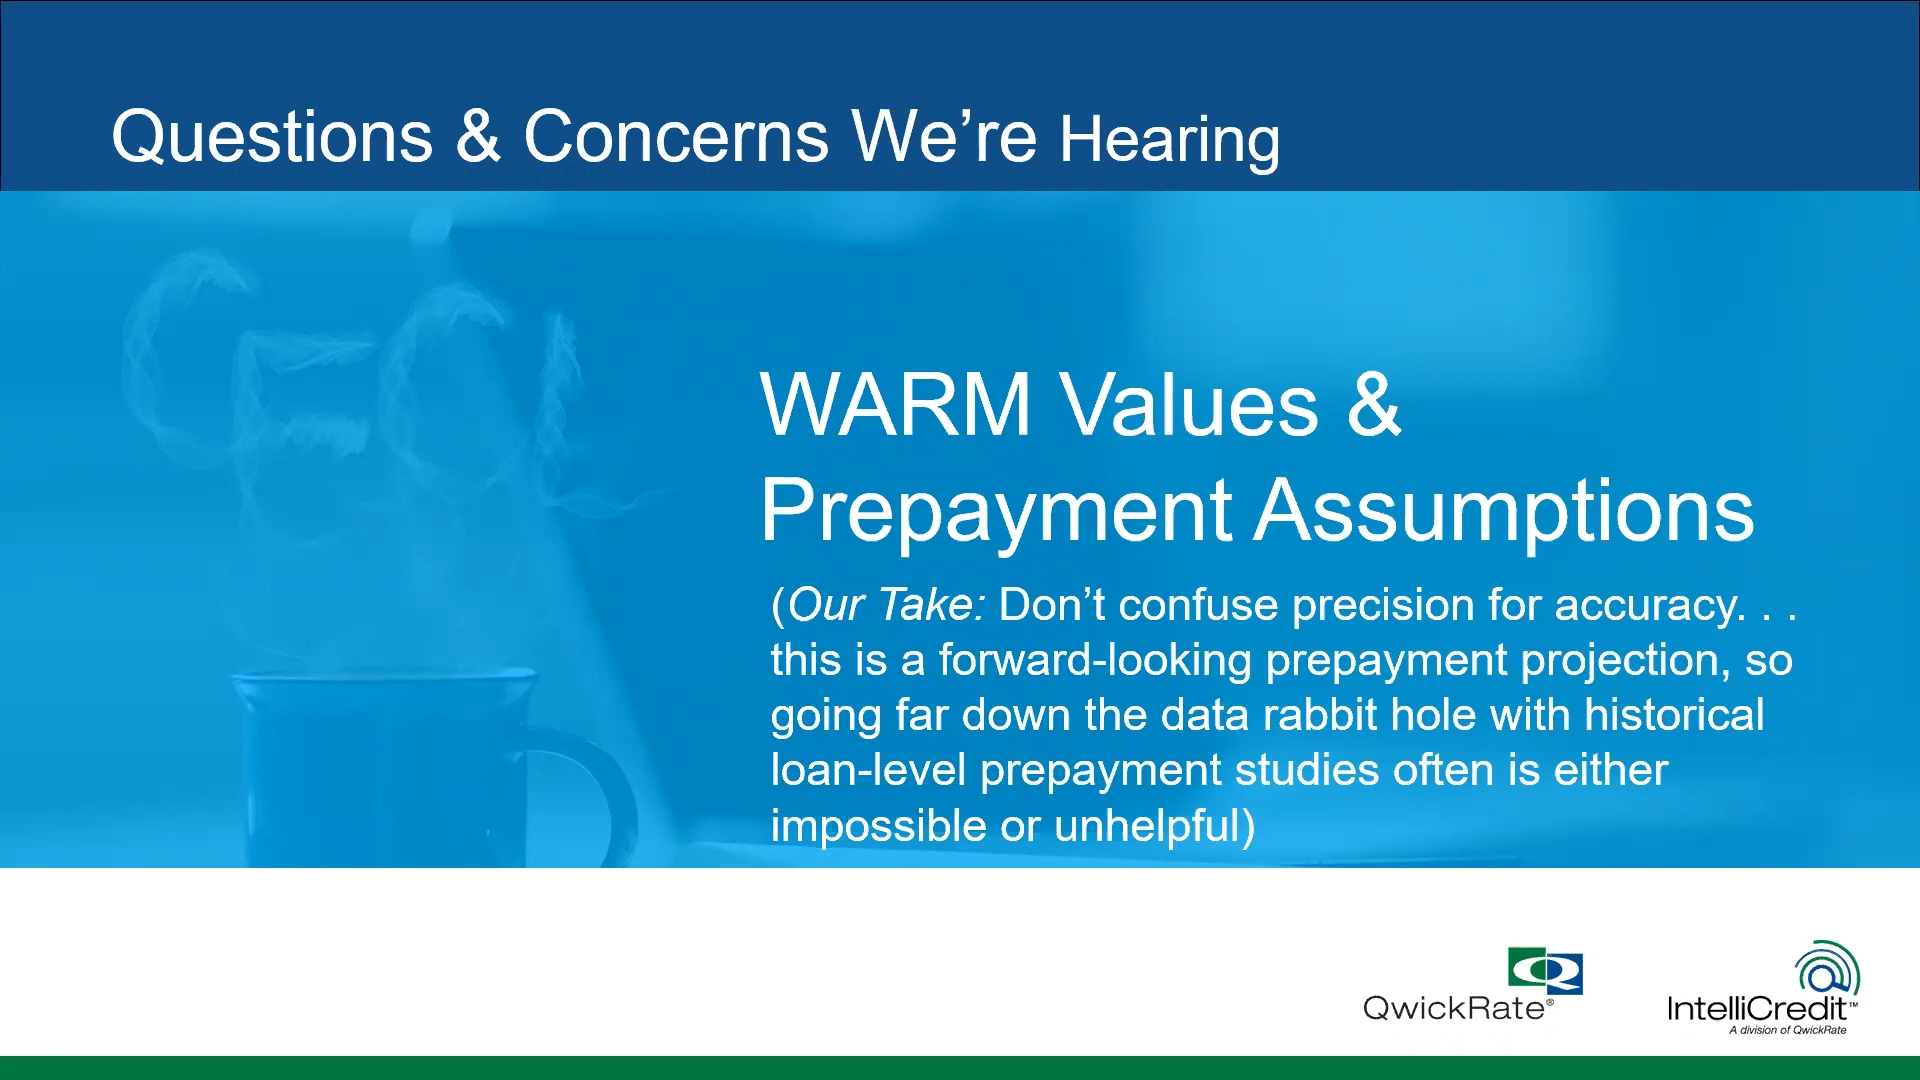 Questions & Concerns We’re Hearing
CECL
WARM Values &
Prepayment Assumptions
(Our Take: Don’t confuse precision for accuracy. . .
this is a forward-looking prepayment projection, so
going far down the data rabbit hole with historical
loan-level prepayment studies often is either
impossible or unhelpful)
QwickRate®
IntelliCredit™
A division of QwickRate